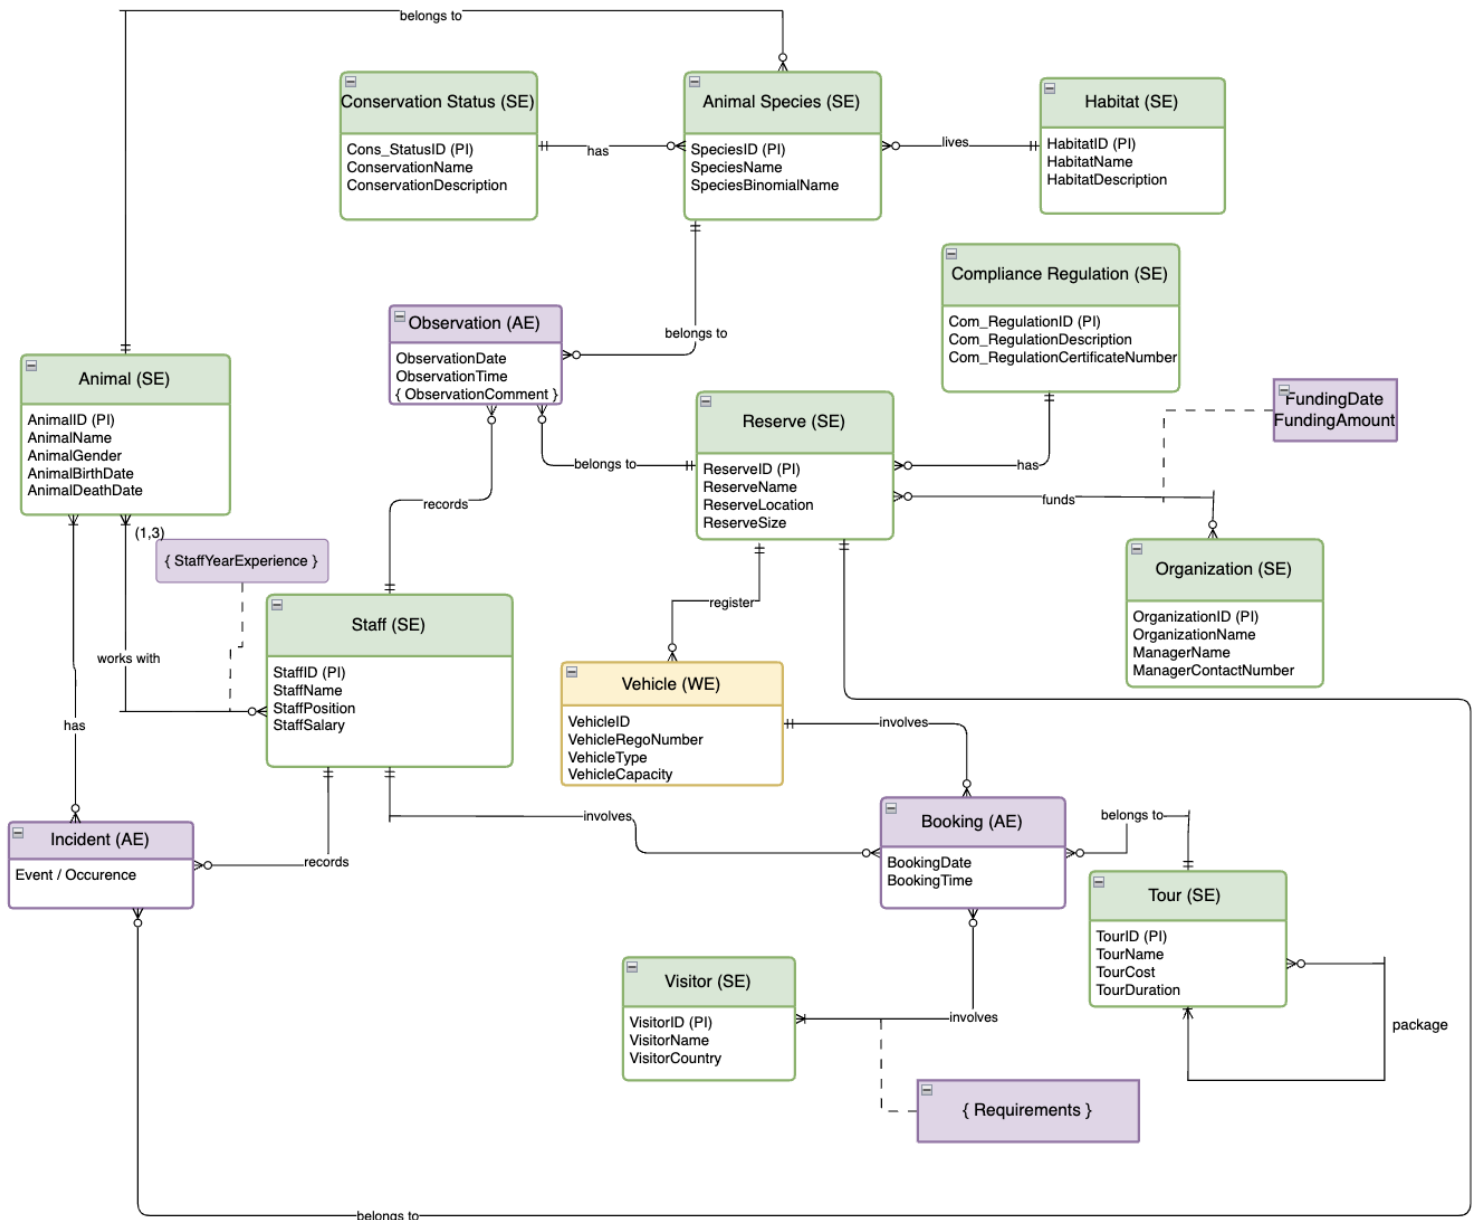 belongs to
Conservation Status (SE)
Cons_StatusID (PI)
ConservationName
ConservationDescription
has
Animal Species (SE)
SpeciesID (PI)
SpeciesName
SpeciesBinomialName
lives
Habitat (SE)
HabitatID (PI)
HabitatName
HabitatDescription
Compliance Regulation (SE)
Com_RegulationID (PI)
Com_RegulationDescription
Com_RegulationCertificateNumber
Observation (AE)
ObservationDate
ObservationTime
{ ObservationComment }
belongs to
Animal (SE)
AnimalID (PI)
AnimalName
AnimalGender
AnimalBirthDate
AnimalDeathDate
Reserve (SE)
ReserveID (PI)
ReserveName
ReserveLocation
ReserveSize
FundingDate
FundingAmount
belongs to
has
funds
records
(1,3)
{ StaffYearExperience }
Organization (SE)
OrganizationID (PI)
OrganizationName
ManagerName
ManagerContactNumber
register
Staff (SE)
StaffID (PI)
StaffName
StaffPosition
StaffSalary
works with
has
Vehicle (WE)
VehicleID
VehicleRegoNumber
VehicleType
VehicleCapacity
involves
involves
Booking (AE)
BookingDate
BookingTime
belongs to
Incident (AE)
Event / Occurence
records
Tour (SE)
TourID (PI)
TourName
TourCost
TourDuration
package
Visitor (SE)
VisitorID (PI)
VisitorName
VisitorCountry
involves
{ Requirements }
belongs to